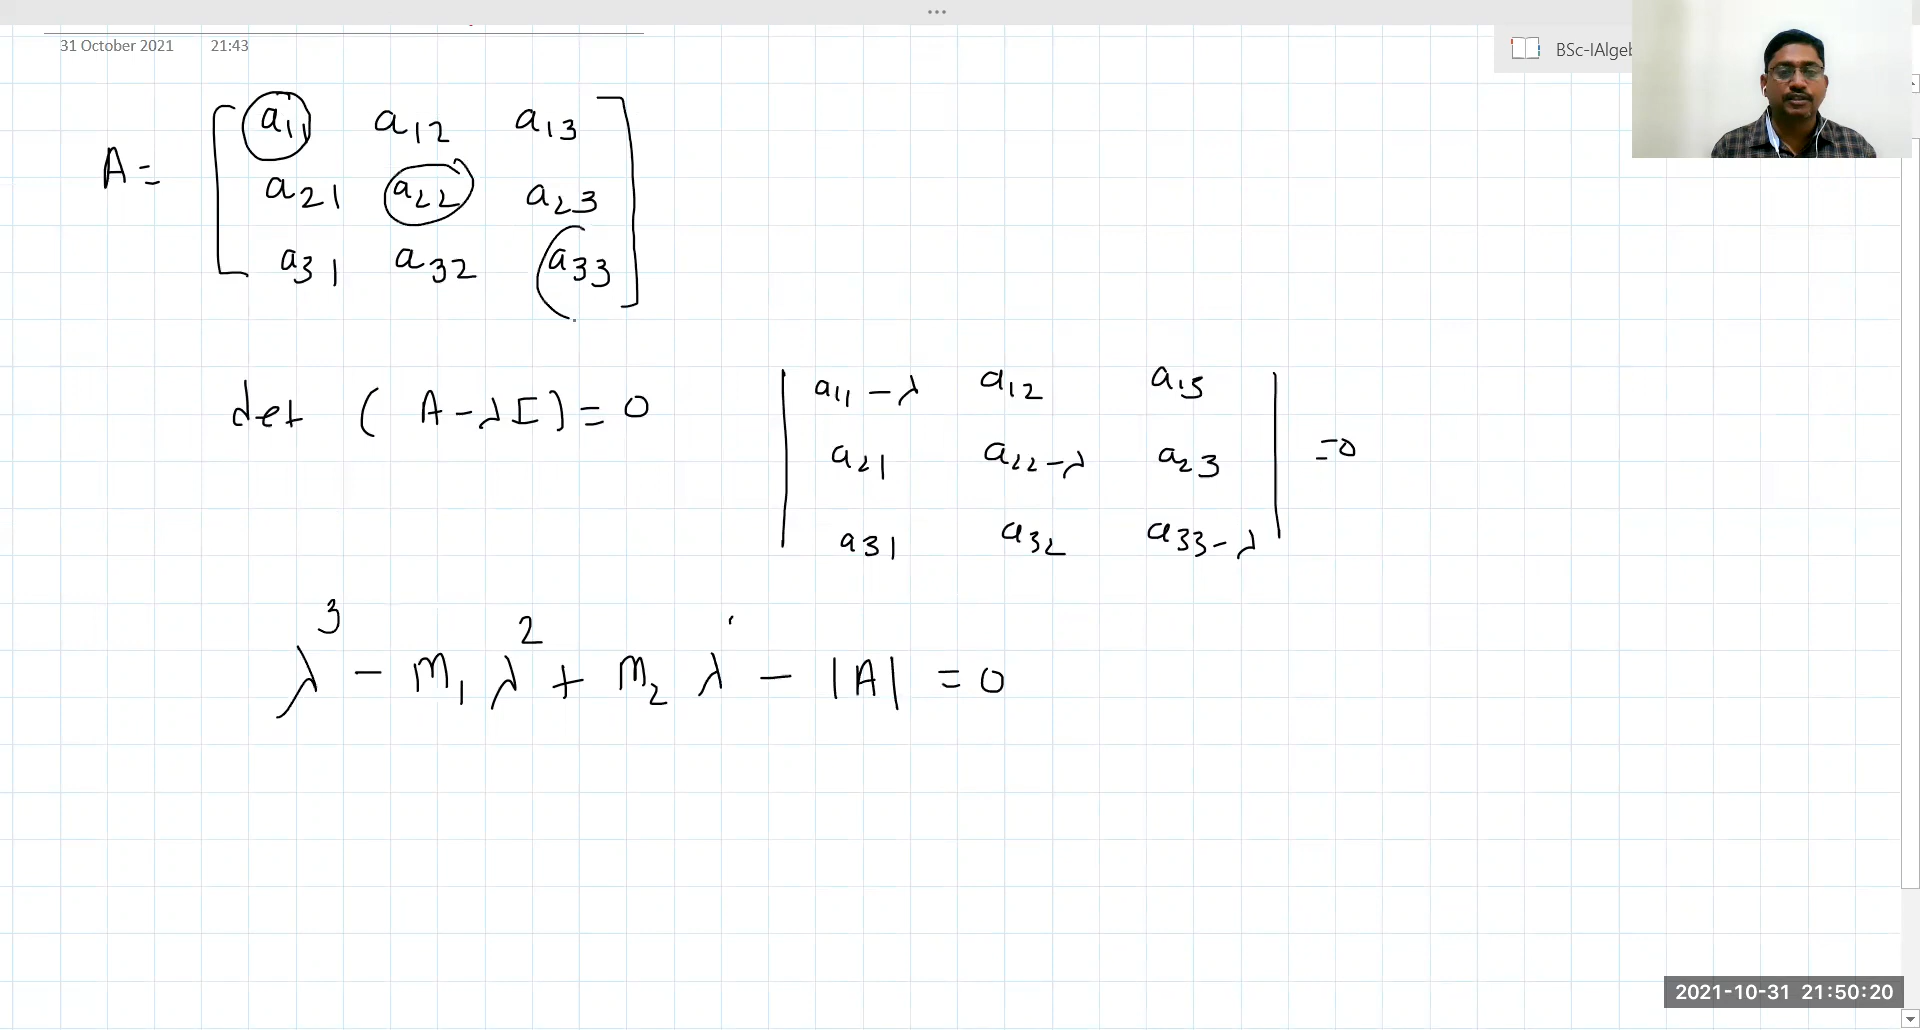 ...
31 October 2021 21:43
BSc-IAlgeb
A = [ a11 a12 a13
a21 a22 a23
a31 a32 a33 ]
det ( A - λI ) = 0
| a11 - λ a12 a13
a21 a22 - λ a23
a31 a32 a33 - λ | = 0
λ³ - M₁ λ² + M₂ λ - |A| = 0
2021-10-31 21:50:20